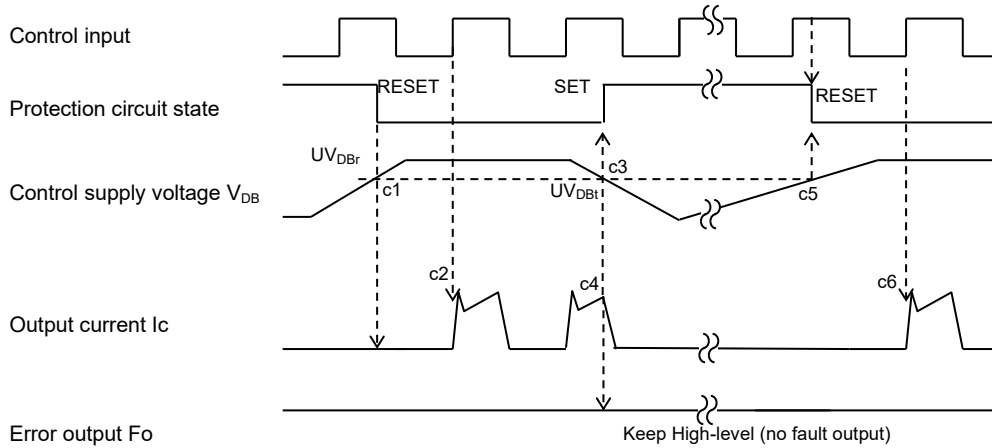 Control input
RESET
SET
Protection circuit state
RESET
UVDBr
c3
Control supply voltage VDB
c1
UVDBt
c5
c2
c4
c6
Output current Ic
Error output Fo
Keep High-level (no fault output)